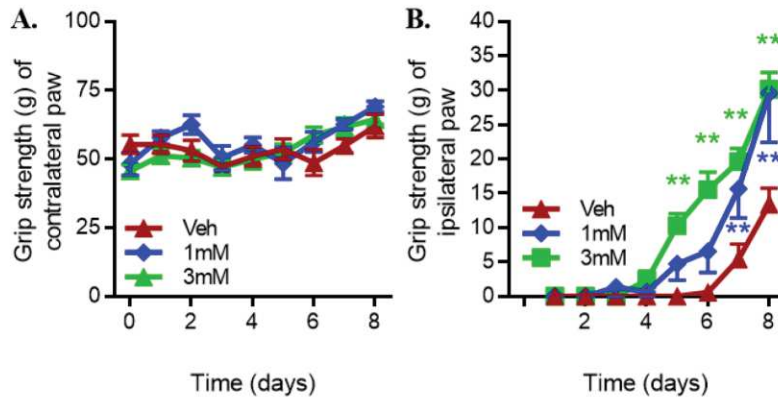 A.
Grip strength (g) of
contralateral paw
100
75
50
25
0
Veh
1mM
3mM
0 2 4 6 8
Time (days)
B.
Grip strength (g) of
ipsilateral paw
40
35
30
25
20
15
10
5
0
**
**
**
**
**
**
Veh
1mM
3mM
2 4 6 8
Time (days)